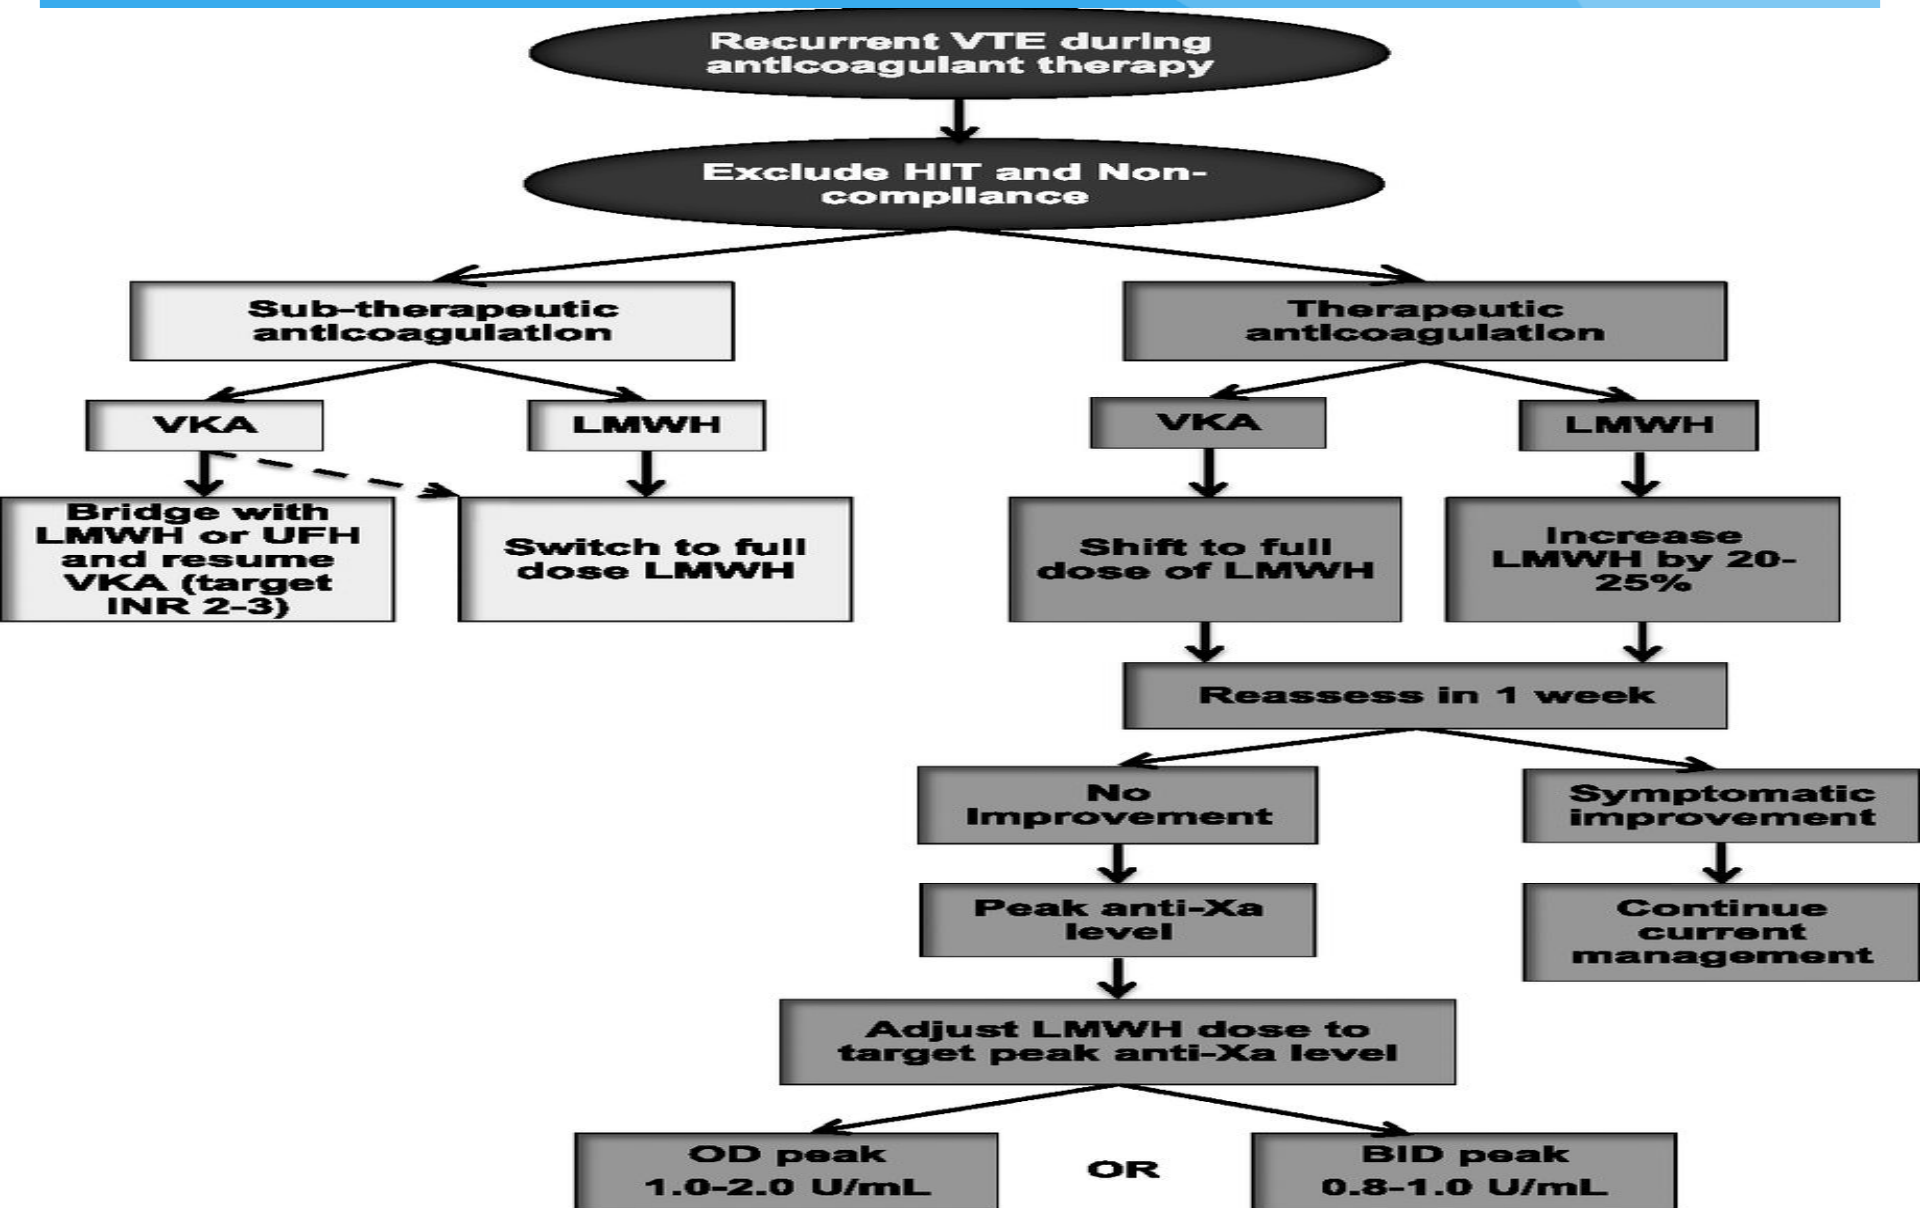 Recurrent VTE during
anticoagulant therapy
Exclude HIT and Non-
compliance
Sub-therapeutic
anticoagulation
Therapeutic
anticoagulation
VKA
LMWH
VKA
LMWH
Bridge with
LMWH or UFH
and resume
VKA (target
INR 2-3)
Switch to full
dose LMWH
Shift to full
dose of LMWH
Increase
LMWH by 20-
25%
Reassess in 1 week
No
Improvement
Symptomatic
improvement
Peak anti-Xa
level
Continue
current
management
Adjust LMWH dose to
target peak anti-Xa level
OD peak
1.0-2.0 U/mL
OR
BID peak
0.8-1.0 U/mL